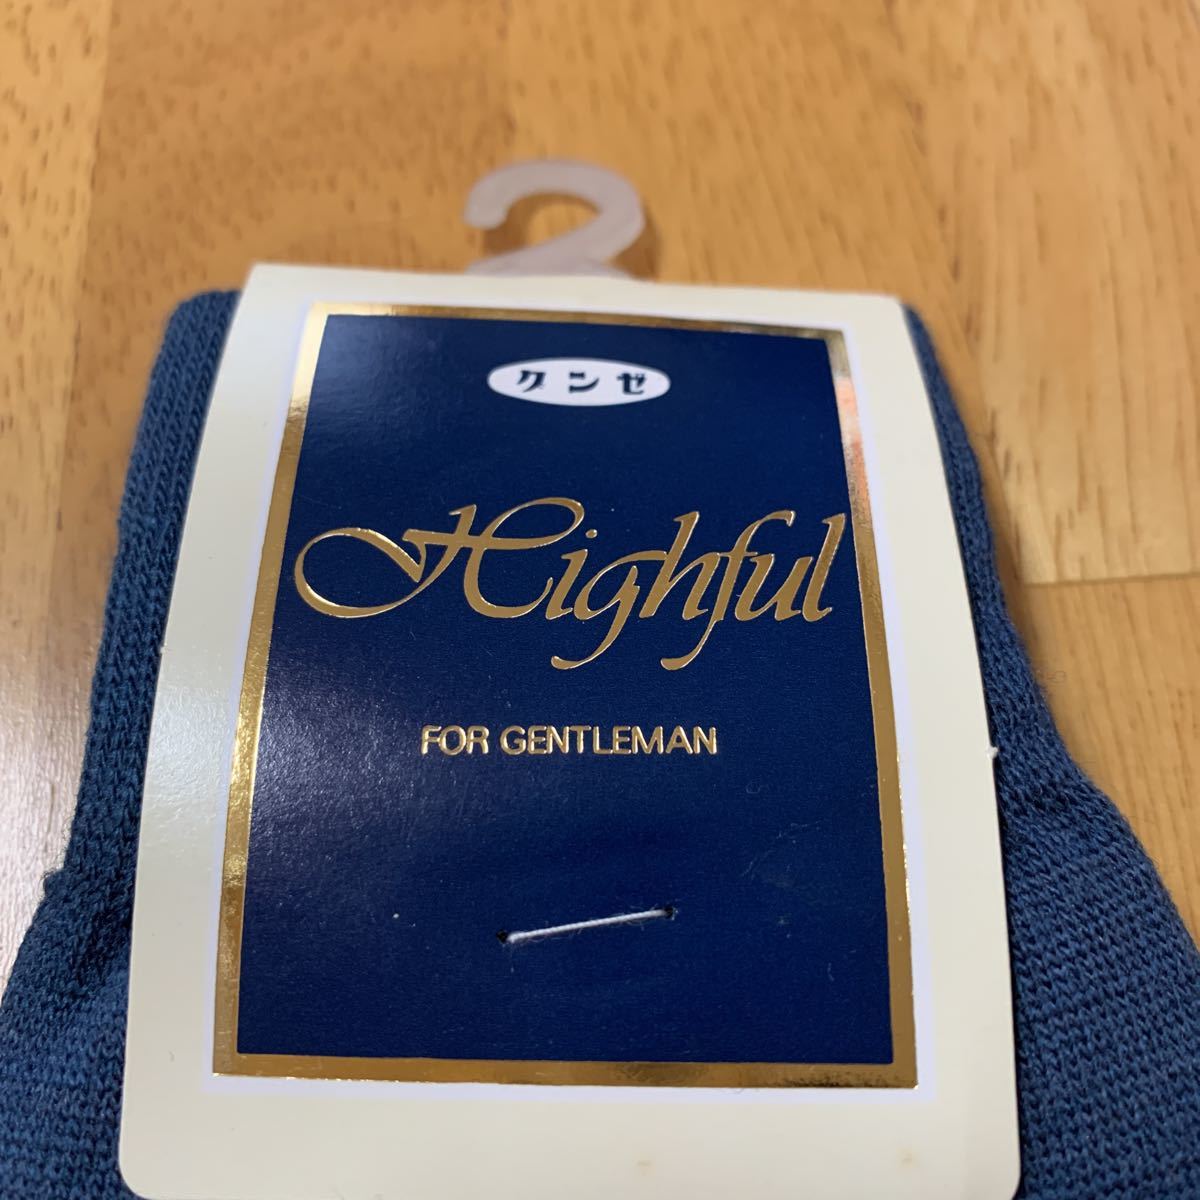 クンゼ
Highful
FOR GENTLEMAN